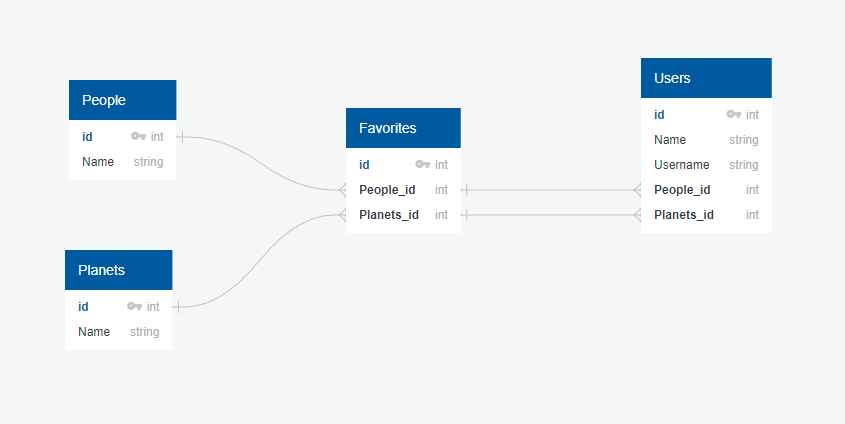 People
id int
Name string
Planets
id int
Name string
Favorites
id int
People_id int
Planets_id int
Users
id int
Name string
Username string
People_id int
Planets_id int